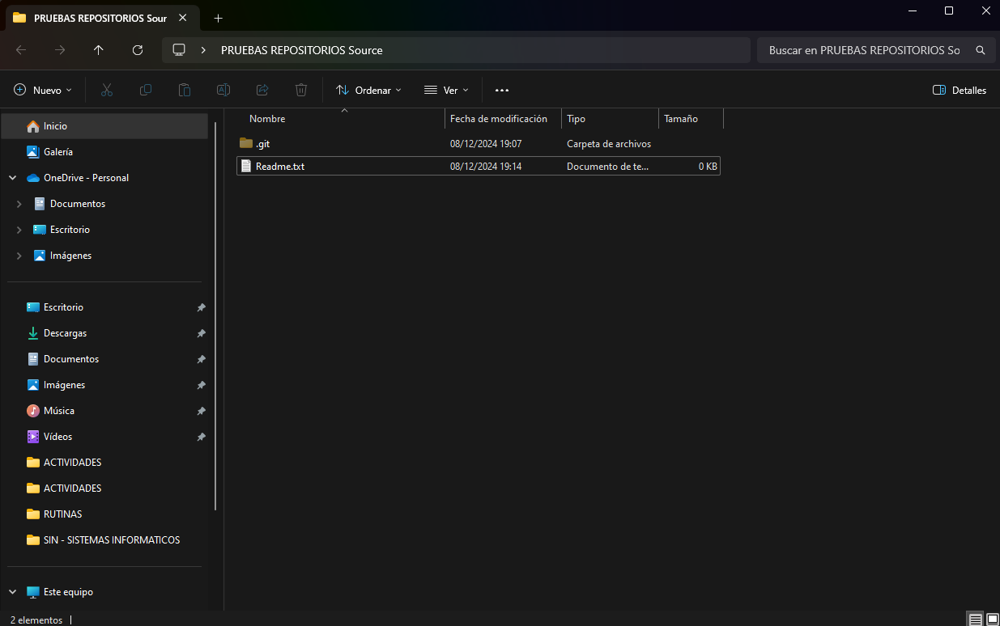 PRUEBAS REPOSITORIOS Sour
PRUEBAS REPOSITORIOS Source
Buscar en PRUEBAS REPOSITORIOS So
Nuevo
Ordenar
Ver
Detalles
Inicio
Galería
OneDrive - Personal
Documentos
Escritorio
Imágenes
Escritorio
Descargas
Documentos
Imágenes
Música
Vídeos
ACTIVIDADES
ACTIVIDADES
RUTINAS
SIN - SISTEMAS INFORMATICOS
Este equipo
Nombre Fecha de modificación Tipo Tamaño
.git 08/12/2024 19:07 Carpeta de archivos
Readme.txt 08/12/2024 19:14 Documento de te... 0 KB
2 elementos